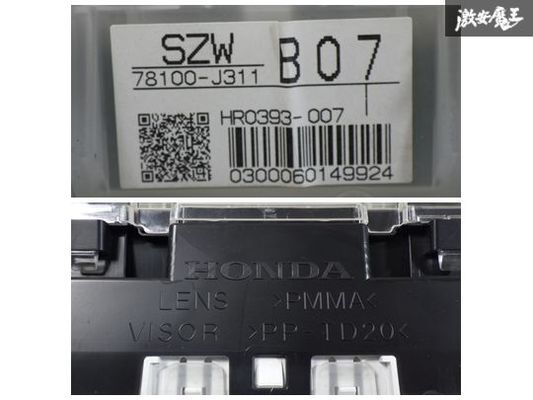 激安魔王
SZW
78100-J311
B07
HR0393-007
0300060149924
HONDA
LENS >PMMA<
VISOR >PP-TD20<